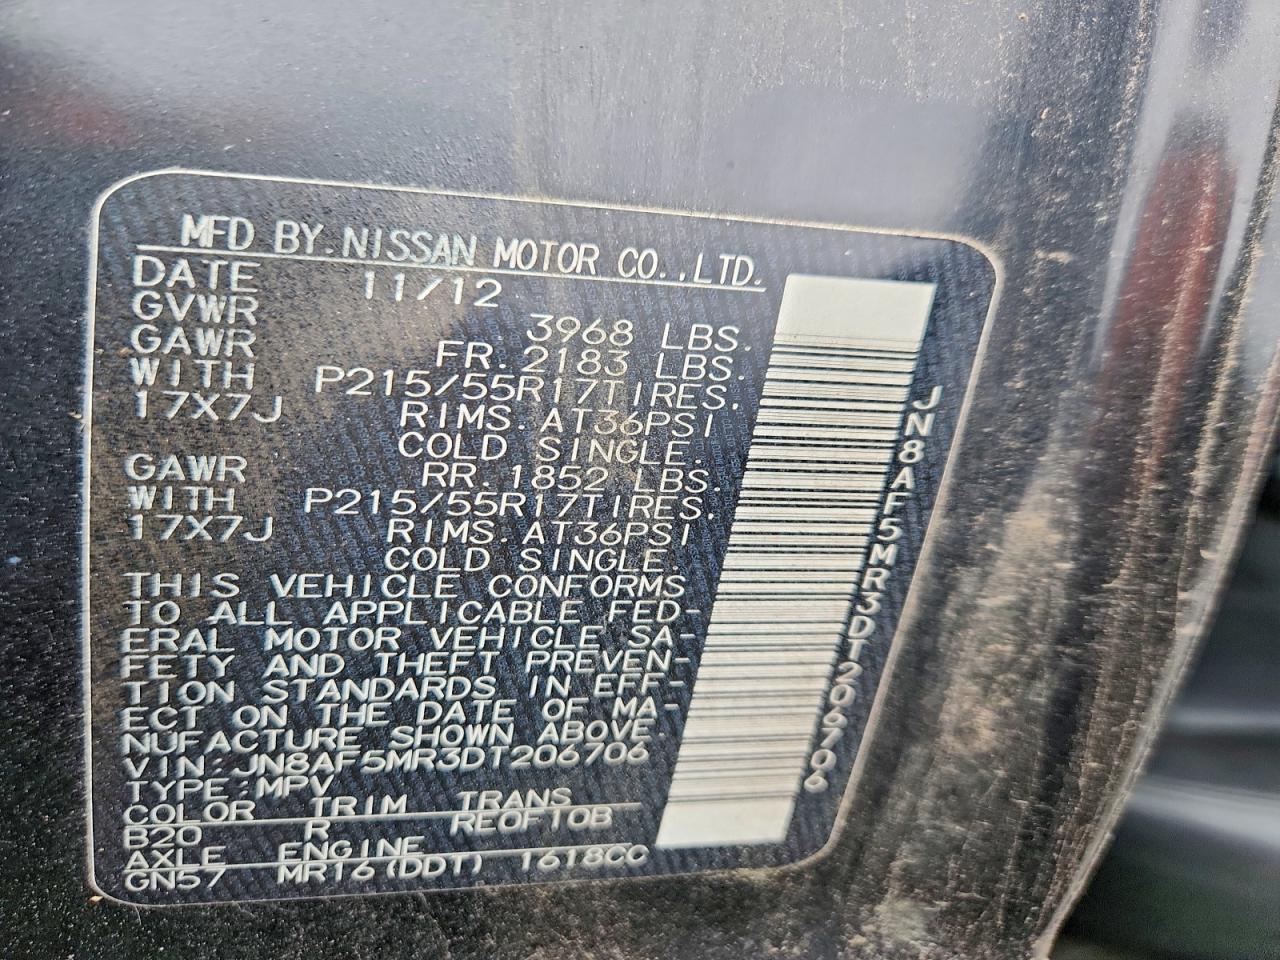 MFD BY. NISSAN MOTOR CO.,LTD.
DATE 11/12
GVWR 3968 LBS.
GAWR FR. 2183 LBS.
WITH P215/55R17TIRES,
17X7J RIMS. AT36PSI
COLD SINGLE.
GAWR RR. 1852 LBS.
WITH P215/55R17TIRES,
17X7J RIMS. AT36PSI
COLD SINGLE.
THIS VEHICLE CONFORMS
TO ALL APPLICABLE FED-
ERAL MOTOR VEHICLE SA-
FETY AND THEFT PREVEN-
TION STANDARDS IN EFF-
ECT ON THE DATE OF MA-
NUFACTURE SHOWN ABOVE.
VIN:JN8AF5MR3DT206706
TYPE:MPV
COLOR TRIM TRANS
B20 R RE0F10B
AXLE ENGINE
GN57 MR16(DDT) 1618CC
JN8AF5MR3DT206706